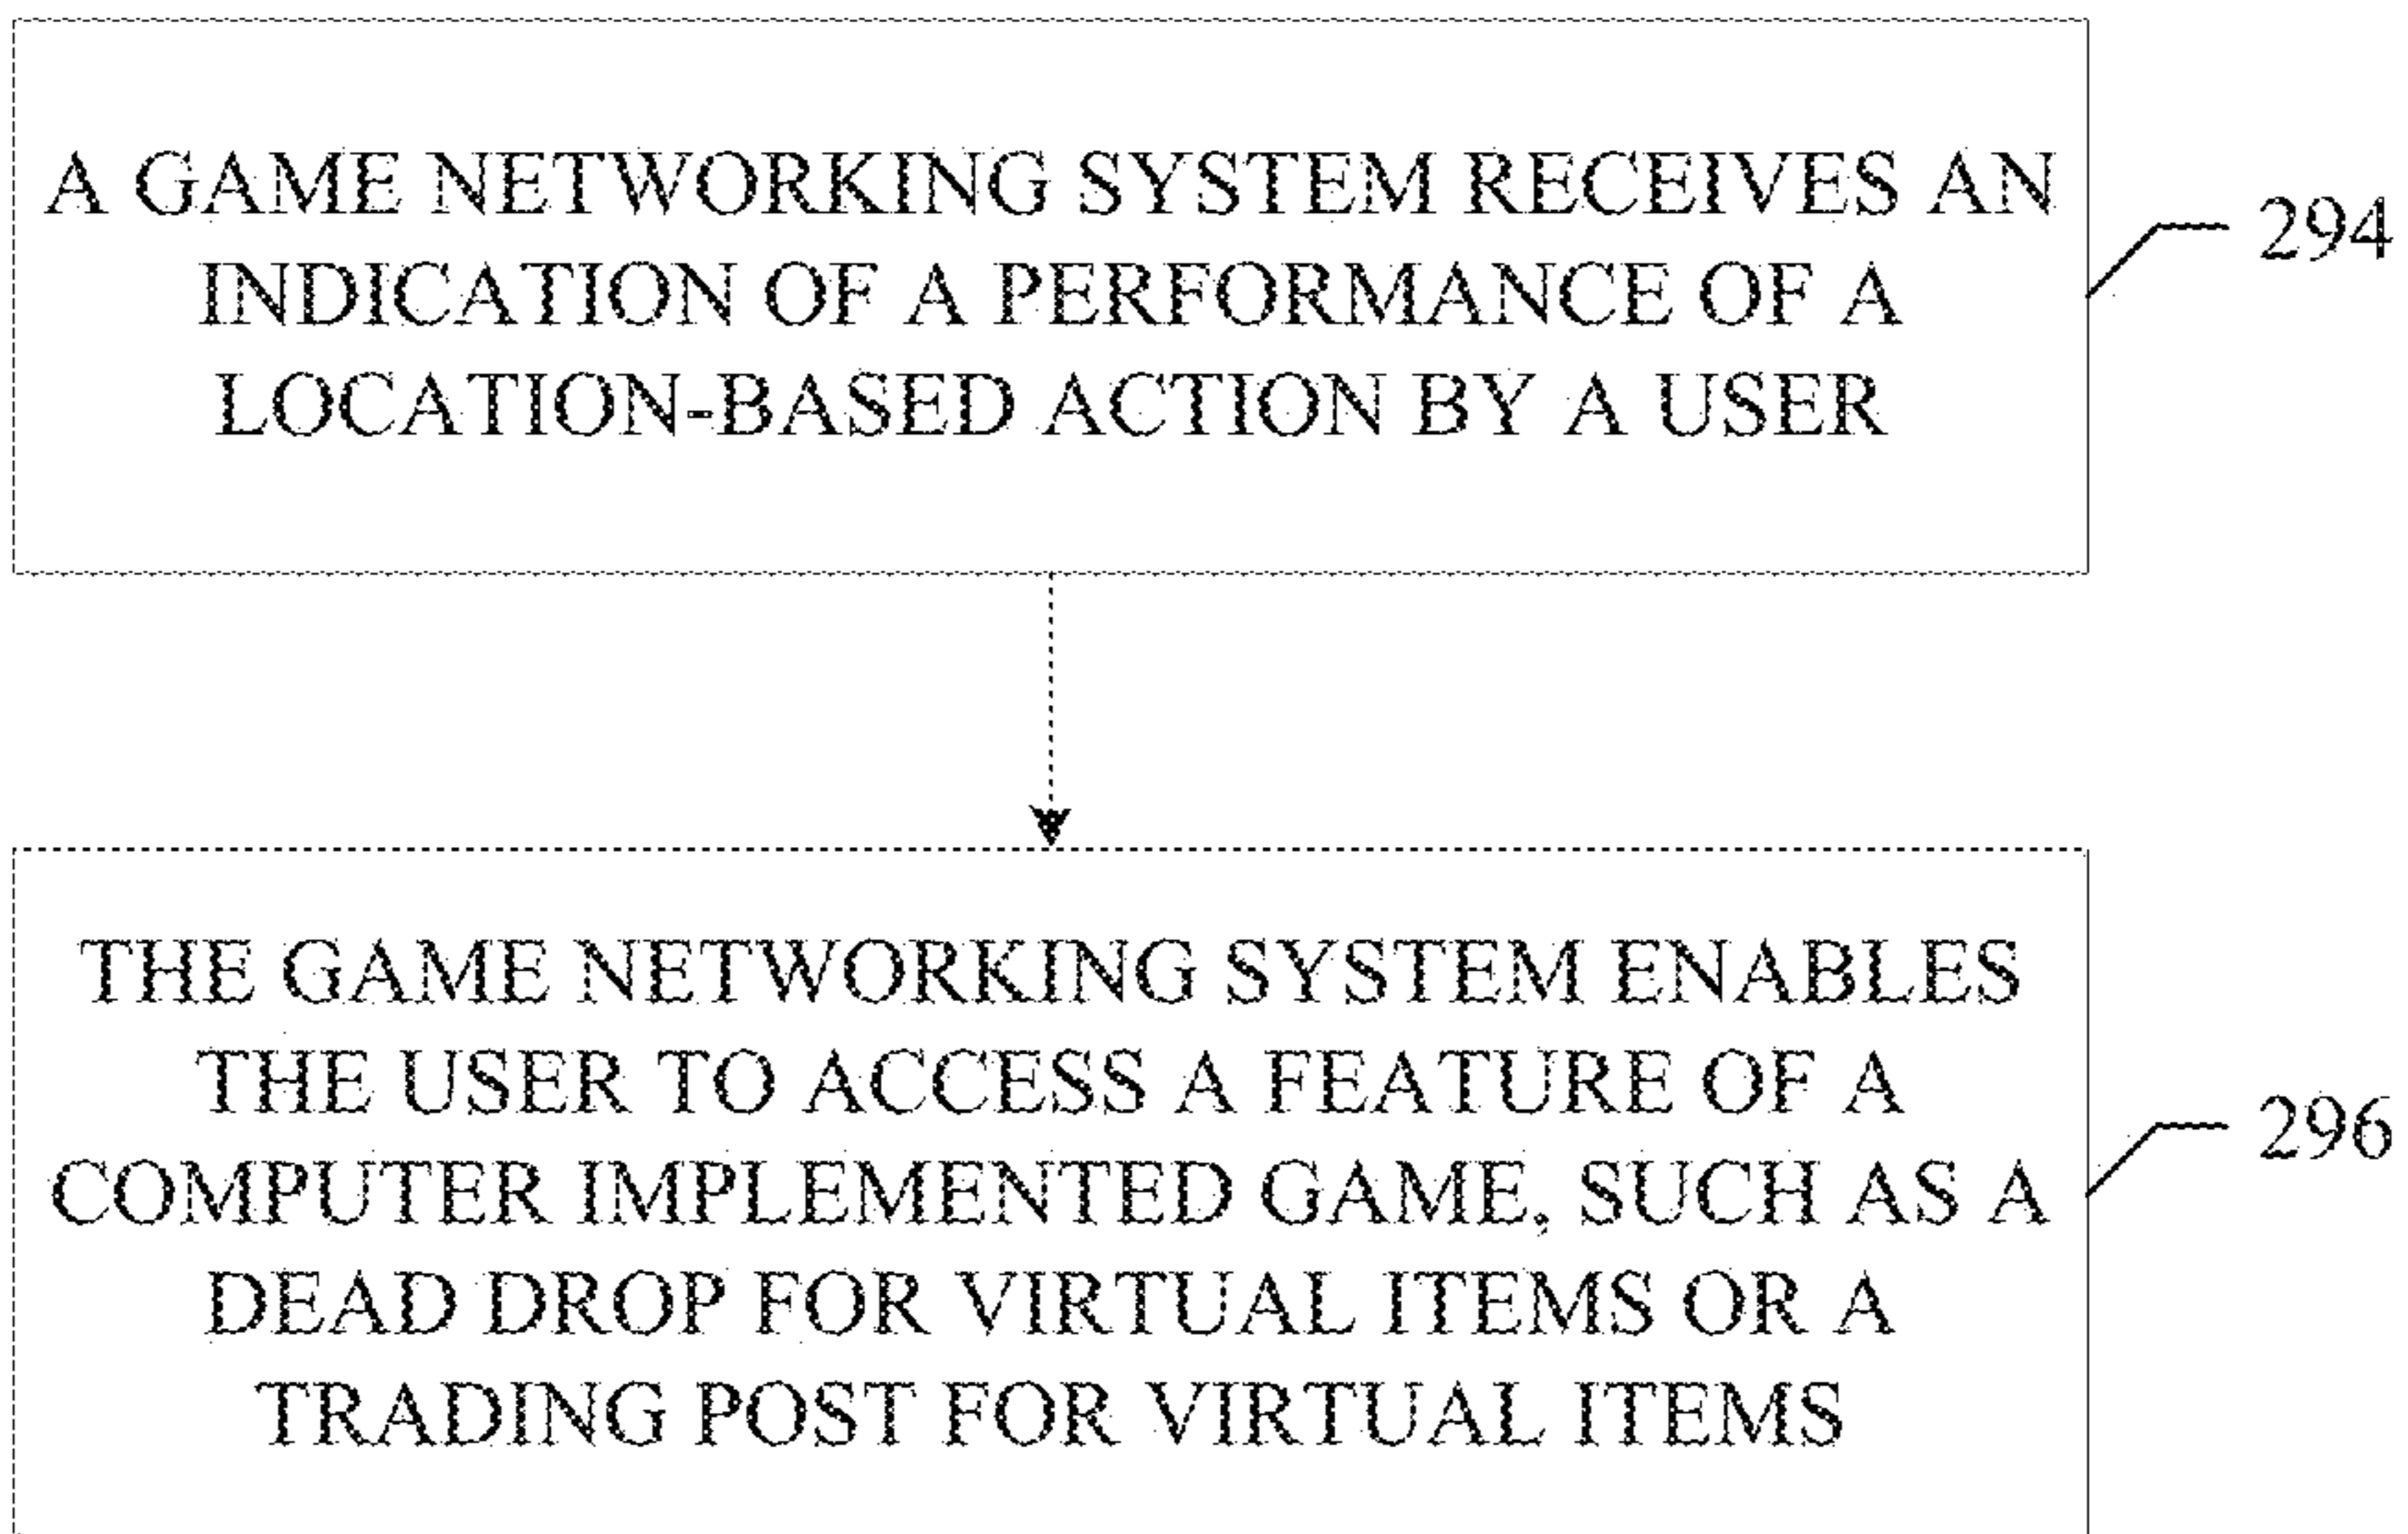 A GAME NETWORKING SYSTEM RECEIVES AN
INDICATION OF A PERFORMANCE OF A
LOCATION-BASED ACTION BY A USER
294
THE GAME NETWORKING SYSTEM ENABLES
THE USER TO ACCESS A FEATURE OF A
COMPUTER IMPLEMENTED GAME, SUCH AS A
DEAD DROP FOR VIRTUAL ITEMS OR A
TRADING POST FOR VIRTUAL ITEMS
296